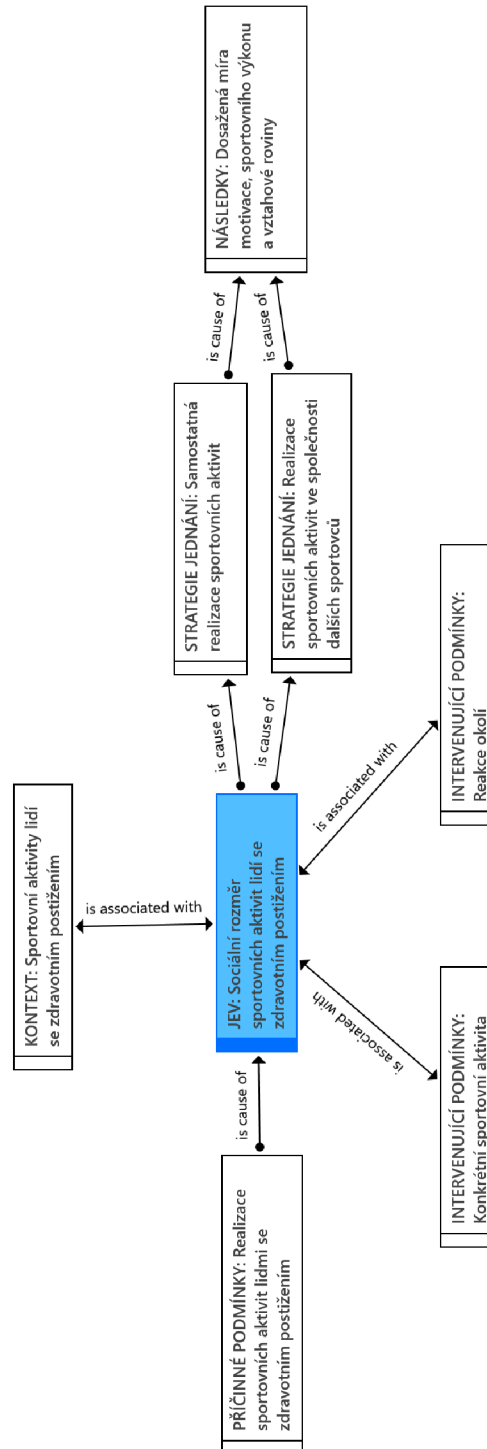 KONTEXT: Sportovní aktivity lidí
se zdravotním postižením
is associated with
PŘÍČINNÉ PODMÍNKY: Realizace
sportovních aktivit lidmi se
zdravotním postižením
is cause of
JEV: Sociální rozměr
sportovních aktivit lidí se
zdravotním postižením
is cause of
is cause of
STRATEGIE JEDNÁNÍ: Samostatná
realizace sportovních aktivit
STRATEGIE JEDNÁNÍ: Realizace
sportovních aktivit ve společnosti
dalších sportovců
is cause of
is cause of
NÁSLEDKY: Dosažená míra
motivace, sportovního výkonu
a vztahové roviny
is associated with
is associated with
INTERVENUJÍCÍ PODMÍNKY:
Konkrétní sportovní aktivita
INTERVENUJÍCÍ PODMÍNKY:
Reakce okolí